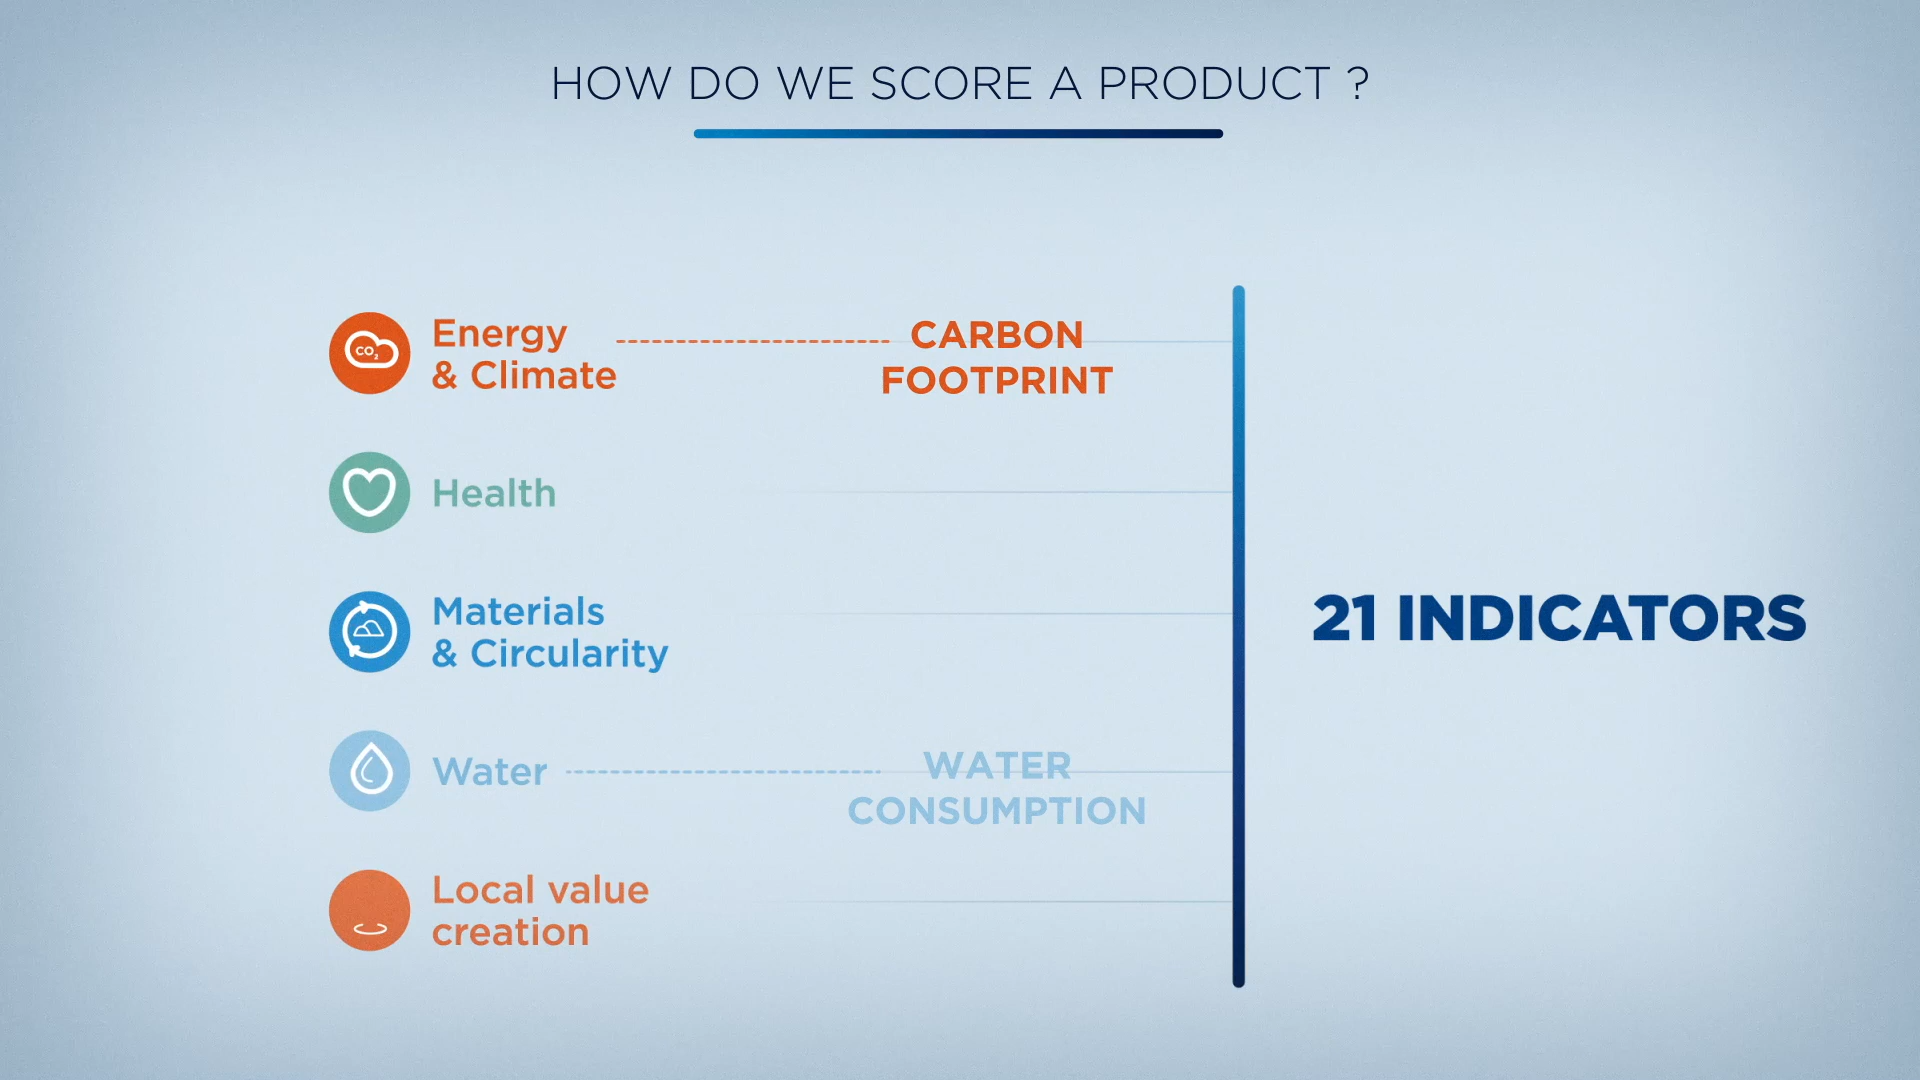 HOW DO WE SCORE A PRODUCT ?
CO2
Energy
& Climate
CARBON
FOOTPRINT
Health
Materials
& Circularity
21 INDICATORS
Water
WATER
CONSUMPTION
Local value
creation